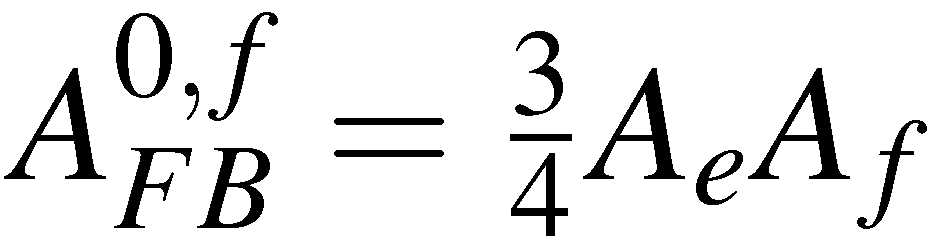 $A_{FB}^{0,f} = \frac{3}{4} A_e A_f$